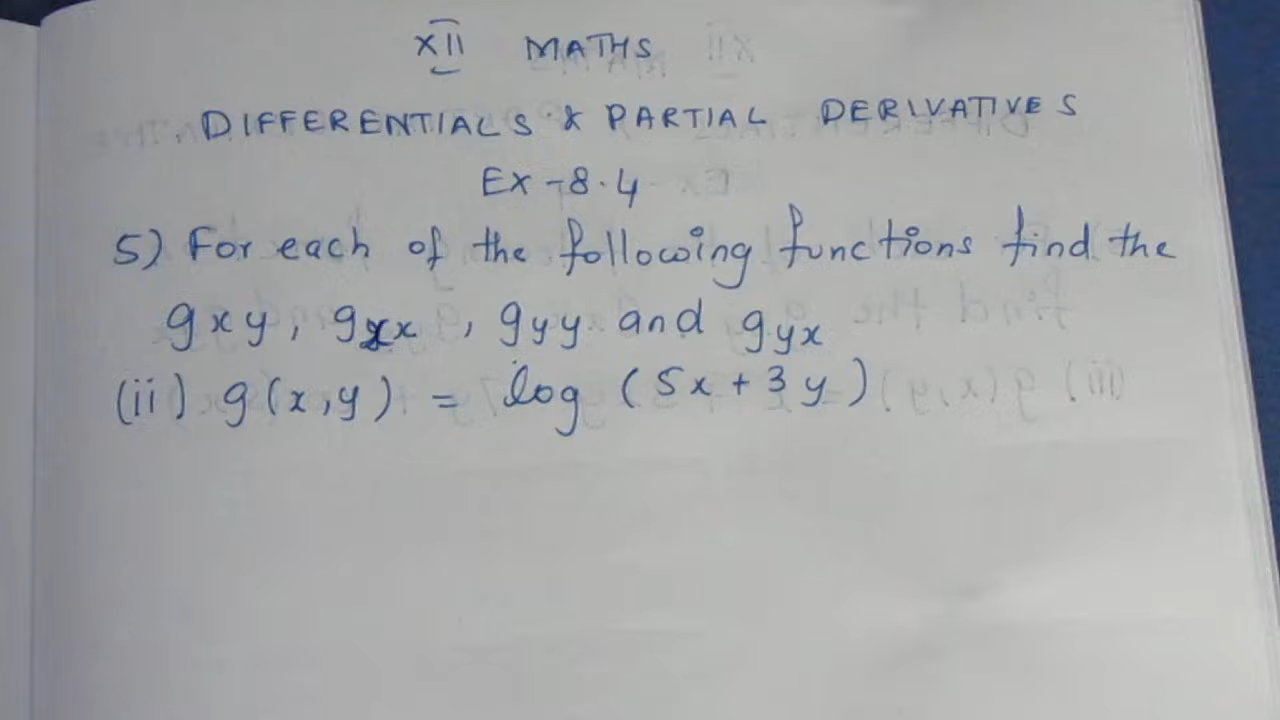 XII MATHS
DIFFERENTIALS & PARTIAL DERIVATIVES
EX-8.4
5) For each of the following functions find the
gxy, gxx, gyy and gyx
(ii) g(x,y) = log (5x+3y)